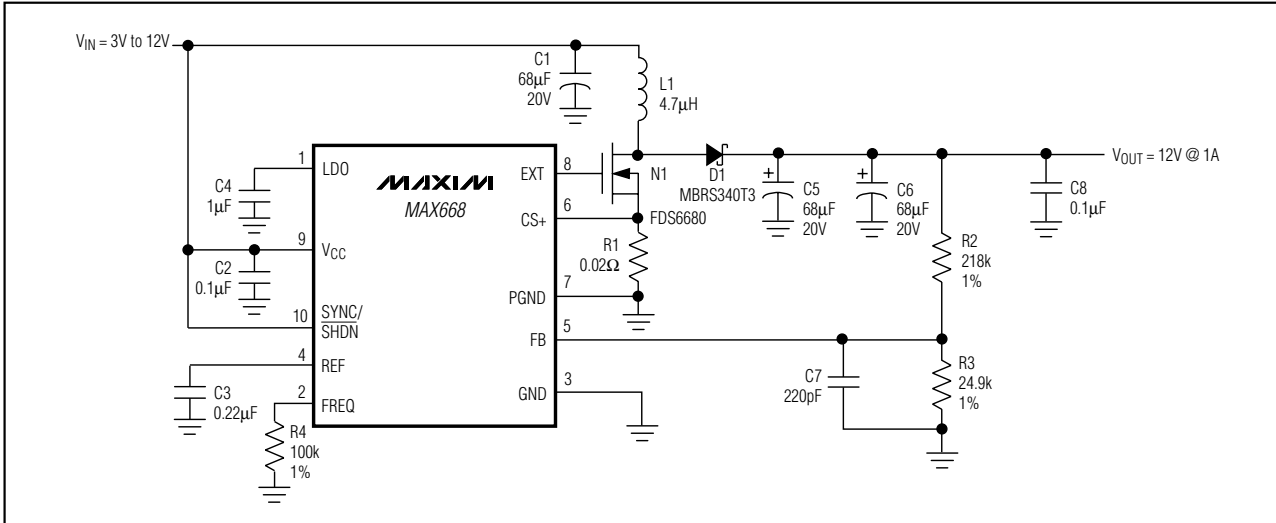 VIN = 3V to 12V
C1
68µF
20V
L1
4.7µH
1
LDO
C4
1µF
MAXIM
MAX668
EXT
8
N1
FDS6680
D1
MBRS340T3
VOUT = 12V @ 1A
C5
68µF
20V
C6
68µF
20V
C8
0.1µF
6
CS+
R1
0.02Ω
9
VCC
C2
0.1µF
R2
218k
1%
7
PGND
10
SYNC/
SHDN
5
FB
4
REF
C3
0.22µF
C7
220pF
R3
24.9k
1%
2
FREQ
3
GND
R4
100k
1%